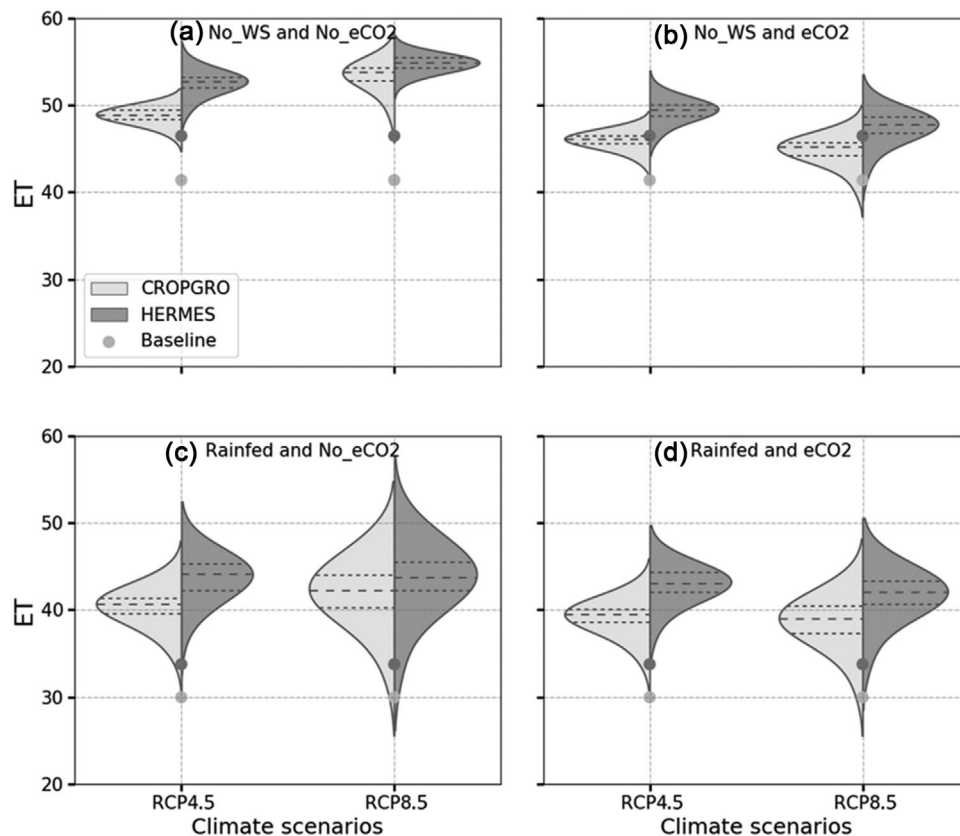 60
(a) No_WS and No_eCO2
50
40
30
20
ET
CROPGRO
HERMES
Baseline
(b) No_WS and eCO2
60
(c) Rainfed and No_eCO2
50
40
30
20
ET
RCP4.5
RCP8.5
Climate scenarios
(d) Rainfed and eCO2
RCP4.5
RCP8.5
Climate scenarios